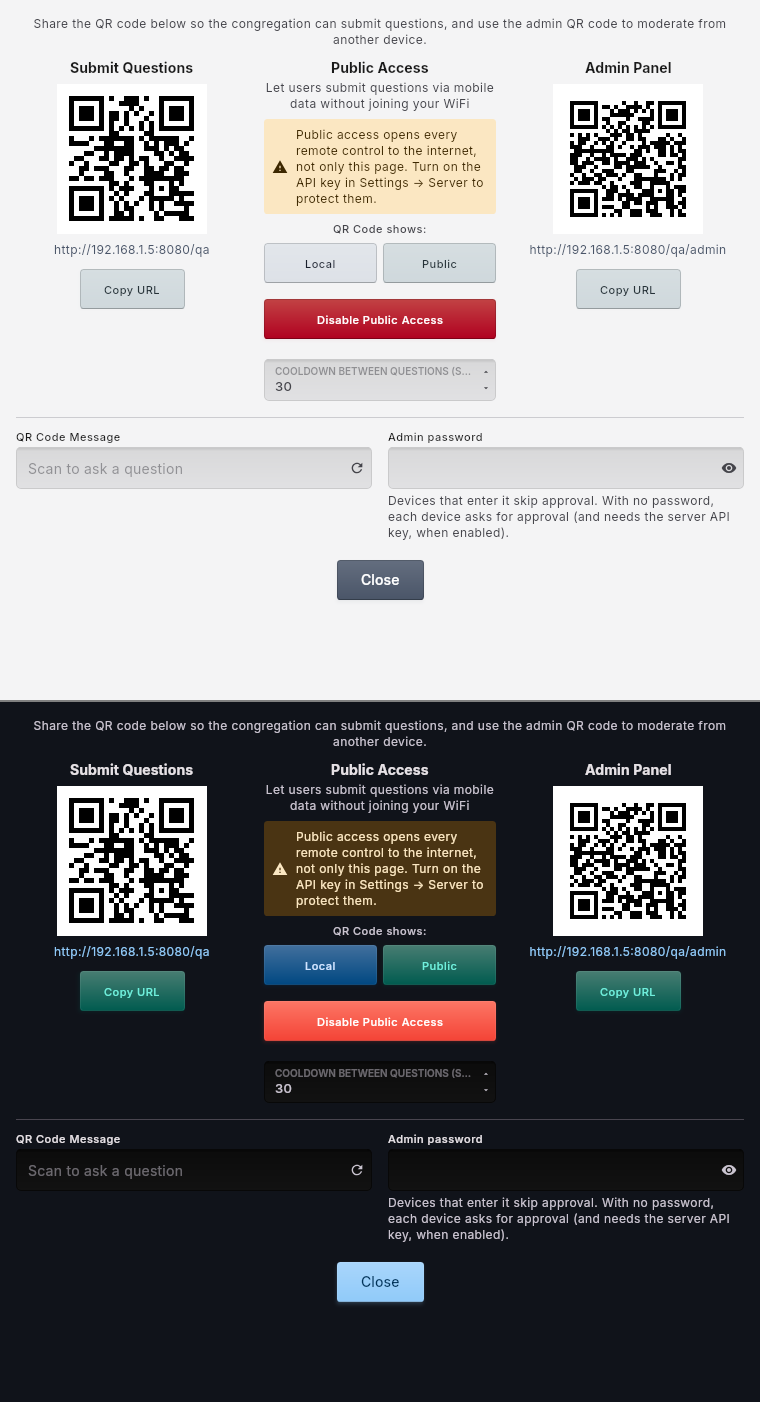 Share the QR code below so the congregation can submit questions, and use the admin QR code to moderate from
another device.
Submit Questions
http://192.168.1.5:8080/qa
Copy URL
Public Access
Let users submit questions via mobile
data without joining your WiFi
Public access opens every
remote control to the internet,
not only this page. Turn on the
API key in Settings → Server to
protect them.
QR Code shows:
Local
Public
Disable Public Access
COOLDOWN BETWEEN QUESTIONS (S...
30
Admin Panel
http://192.168.1.5:8080/qa/admin
Copy URL
QR Code Message
Scan to ask a question
Admin password
Devices that enter it skip approval. With no password,
each device asks for approval (and needs the server API
key, when enabled).
Close
Share the QR code below so the congregation can submit questions, and use the admin QR code to moderate from
another device.
Submit Questions
http://192.168.1.5:8080/qa
Copy URL
Public Access
Let users submit questions via mobile
data without joining your WiFi
Public access opens every
remote control to the internet,
not only this page. Turn on the
API key in Settings → Server to
protect them.
QR Code shows:
Local
Public
Disable Public Access
COOLDOWN BETWEEN QUESTIONS (S...
30
Admin Panel
http://192.168.1.5:8080/qa/admin
Copy URL
QR Code Message
Scan to ask a question
Admin password
Devices that enter it skip approval. With no password,
each device asks for approval (and needs the server API
key, when enabled).
Close